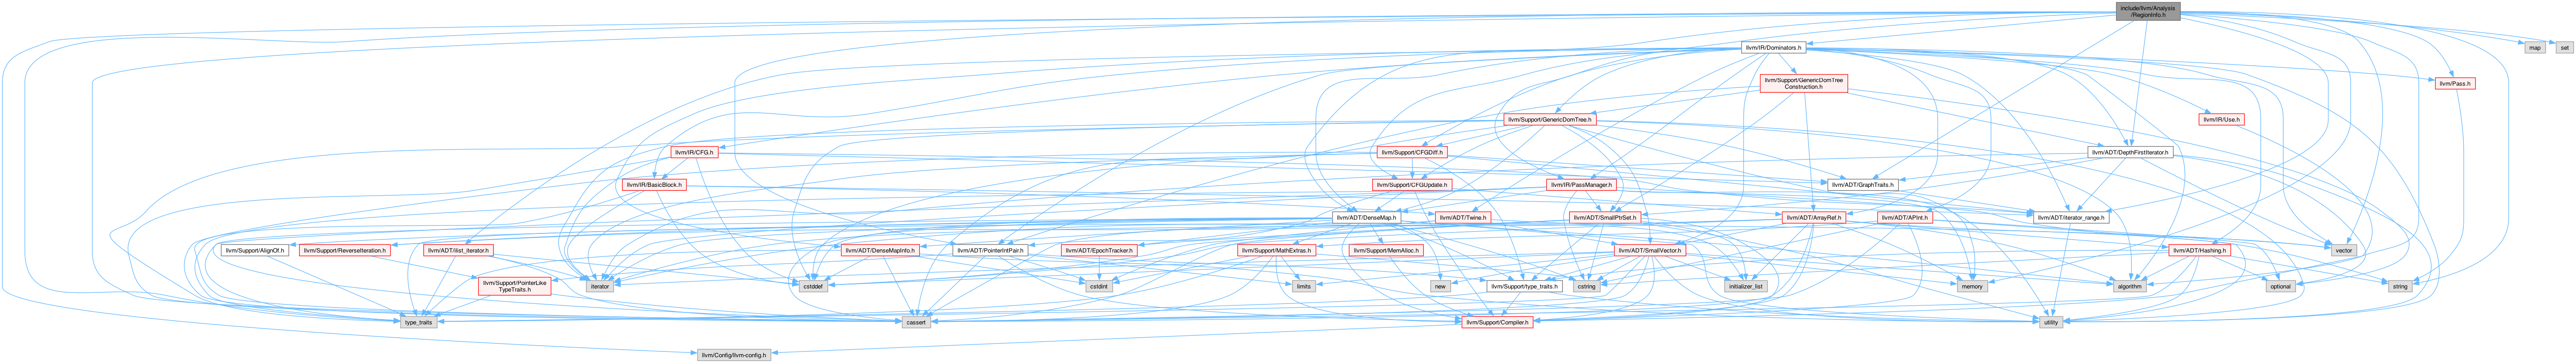 include/llvm/Analysis
/RegionInfo.h
llvm/IR/Dominators.h
map
set
llvm/Support/GenericDomTree
Construction.h
llvm/Pass.h
llvm/Support/GenericDomTree.h
llvm/IR/Use.h
llvm/IR/CFG.h
llvm/Support/CFGDiff.h
llvm/ADT/DepthFirstIterator.h
llvm/IR/BasicBlock.h
llvm/Support/CFGUpdate.h
llvm/IR/PassManager.h
llvm/ADT/GraphTraits.h
llvm/ADT/DenseMap.h
llvm/ADT/Twine.h
llvm/ADT/SmallPtrSet.h
llvm/ADT/ArrayRef.h
llvm/ADT/APInt.h
llvm/ADT/iterator_range.h
llvm/Support/AlignOf.h
llvm/Support/ReverseIteration.h
llvm/ADT/ilist_iterator.h
llvm/ADT/DenseMapInfo.h
llvm/ADT/PointerIntPair.h
llvm/ADT/EpochTracker.h
llvm/Support/MathExtras.h
llvm/Support/MemAlloc.h
llvm/ADT/SmallVector.h
llvm/ADT/Hashing.h
vector
llvm/Support/PointerLike
TypeTraits.h
iterator
cstddef
cstdint
limits
new
llvm/Support/type_traits.h
cstring
initializer_list
memory
algorithm
optional
string
type_traits
cassert
llvm/Support/Compiler.h
utility
llvm/Config/llvm-config.h